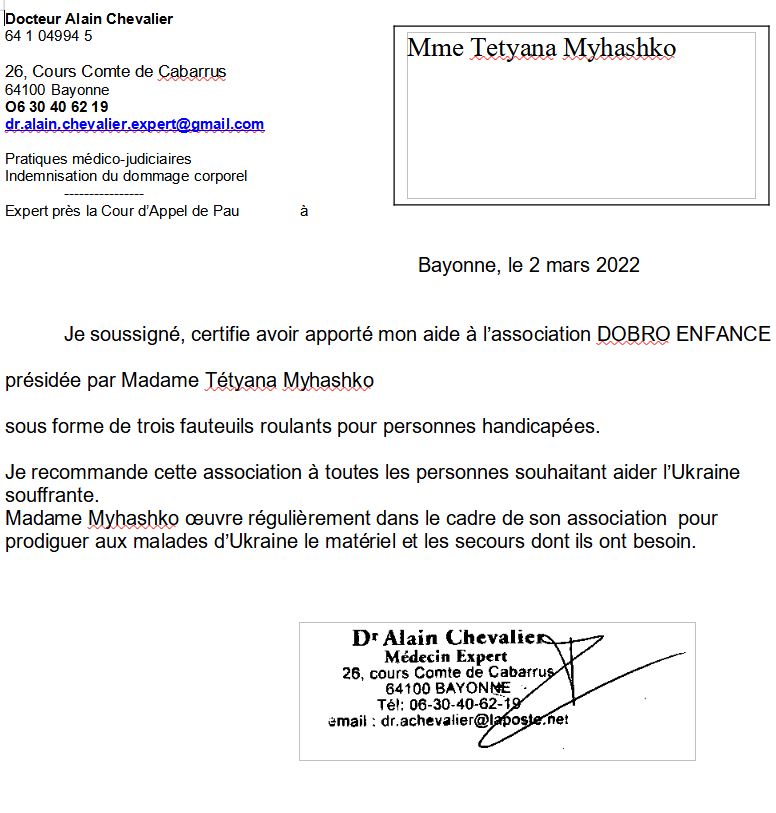 Docteur Alain Chevalier
64 1 04994 5
26, Cours Comte de Cabarrus
64100 Bayonne
O6 30 40 62 19
dr.alain.chevalier.expert@gmail.com
Pratiques médico-judiciaires
Indemnisation du dommage corporel
----------------
Expert près la Cour d'Appel de Pau à
Mme Tetyana Myhashko
Bayonne, le 2 mars 2022
Je soussigné, certifie avoir apporté mon aide à l'association DOBRO ENFANCE
présidée par Madame Tétyana Myhashko
sous forme de trois fauteuils roulants pour personnes handicapées.
Je recommande cette association à toutes les personnes souhaitant aider l'Ukraine
souffrante.
Madame Myhashko œuvre régulièrement dans le cadre de son association pour
prodiguer aux malades d'Ukraine le matériel et les secours dont ils ont besoin.
Dr Alain Chevalier
Médecin Expert
26, cours Comte de Cabarrus
64100 BAYONNE
Tél: 06-30-40-62-19
email : dr.achevalier@laposte.net